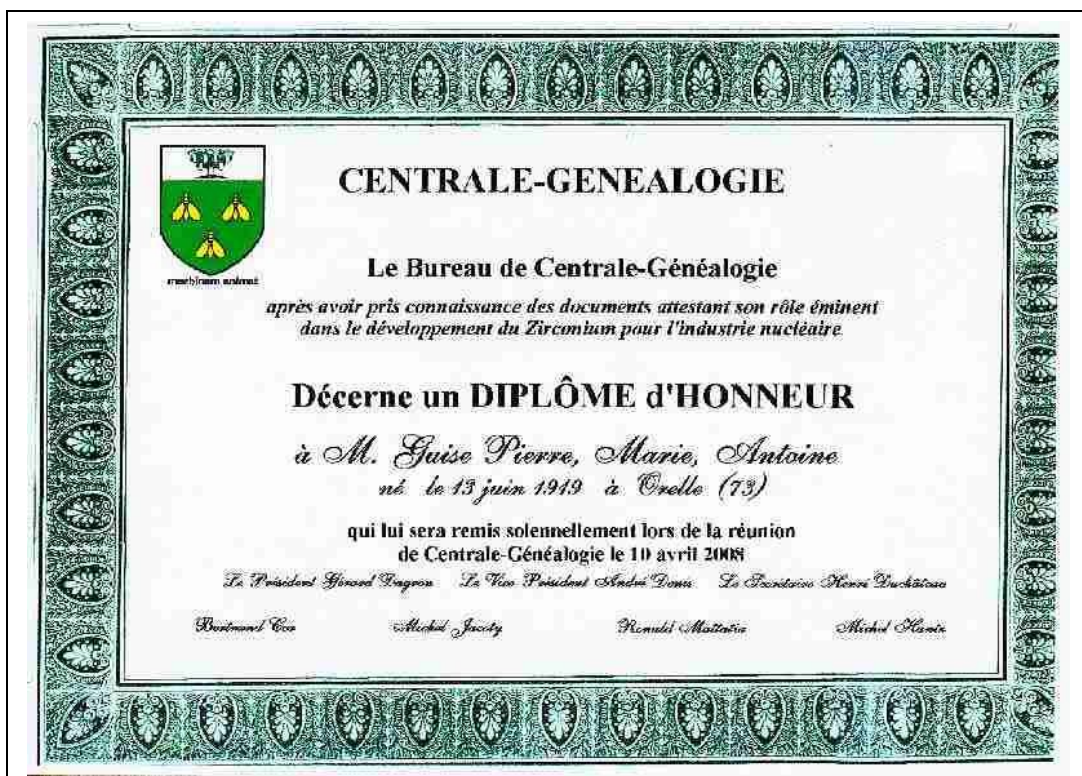 CENTRALE-GENEALOGIE
Le Bureau de Centrale-Généalogie
après avoir pris connaissance des documents attestant son rôle éminent
dans le développement du Zirconium pour l'industrie nucléaire
Décerne un DIPLÔME d'HONNEUR
à M. Guise Pierre, Marie, Antoine
né le 13 juin 1919 à Orelle (73)
qui lui sera remis solennellement lors de la réunion
de Centrale-Généalogie le 10 avril 2008
Le Président Gérard Dagron Le Vice Président André Denis Le Secrétaire Henri Duchâteau
Bertrand Michel Ronald Michel